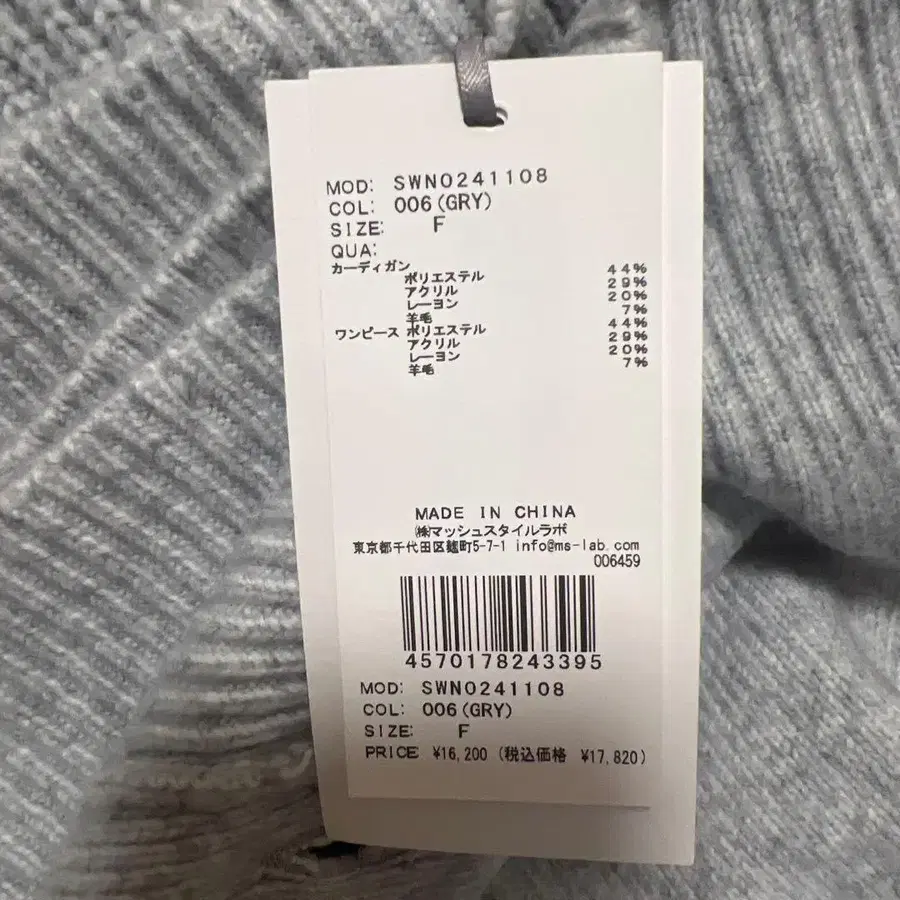 MOD: SWNO241108
COL: 006(GRY)
SIZE: F
QUA:
カーディガン
ポリエステル 44%
アクリル 29%
レーヨン 20%
羊毛 7%
ワンピース ポリエステル 44%
アクリル 29%
レーヨン 20%
羊毛 7%
MADE IN CHINA
㈱マッシュスタイルラボ
東京都千代田区麹町5-7-1 info@ms-lab.com
006459
4570178243395
MOD: SWNO241108
COL: 006(GRY)
SIZE: F
PRICE ¥16,200 (税込価格 ¥17,820)